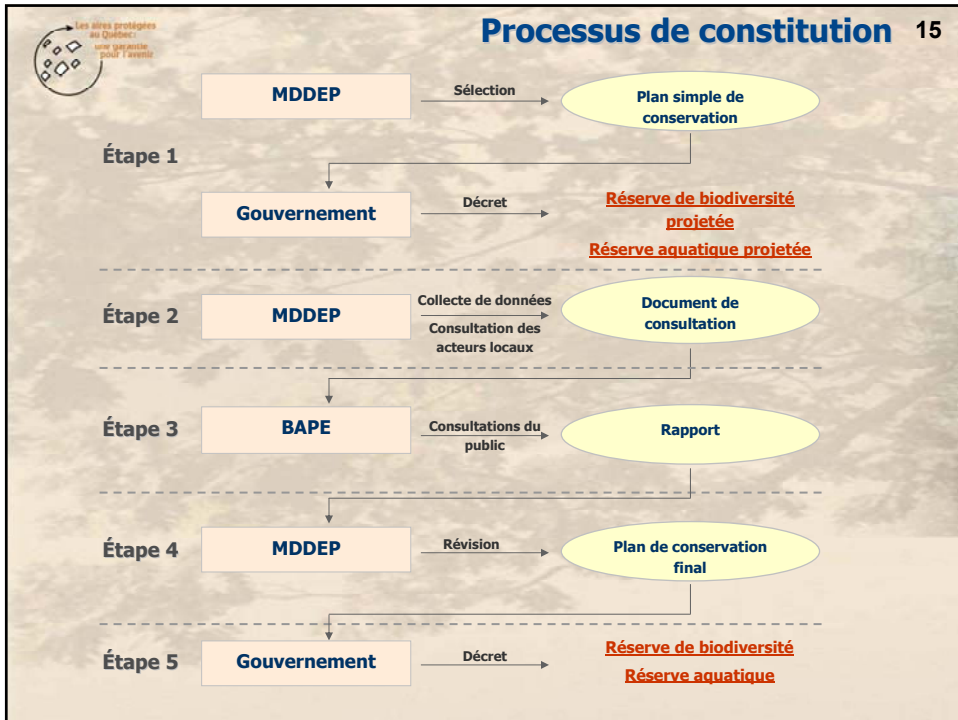 Les aires protégées
au Québec:
une garantie
pour l'avenir
Processus de constitution
15
MDDEP
Sélection
Plan simple de
conservation
Étape 1
Gouvernement
Décret
Réserve de biodiversité
projetée
Réserve aquatique projetée
Étape 2
MDDEP
Collecte de données
Consultation des
acteurs locaux
Document de
consultation
Étape 3
BAPE
Consultations du
public
Rapport
Étape 4
MDDEP
Révision
Plan de conservation
final
Étape 5
Gouvernement
Décret
Réserve de biodiversité
Réserve aquatique